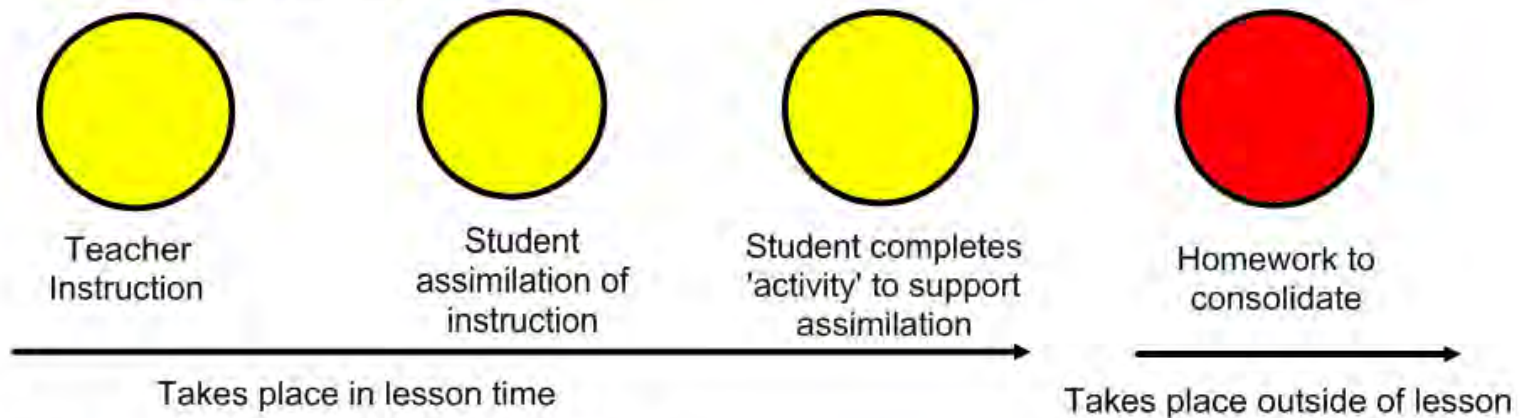 Teacher
Instruction
Student
assimilation of
instruction
Student completes
'activity' to support
assimilation
Homework to
consolidate
Takes place in lesson time
Takes place outside of lesson